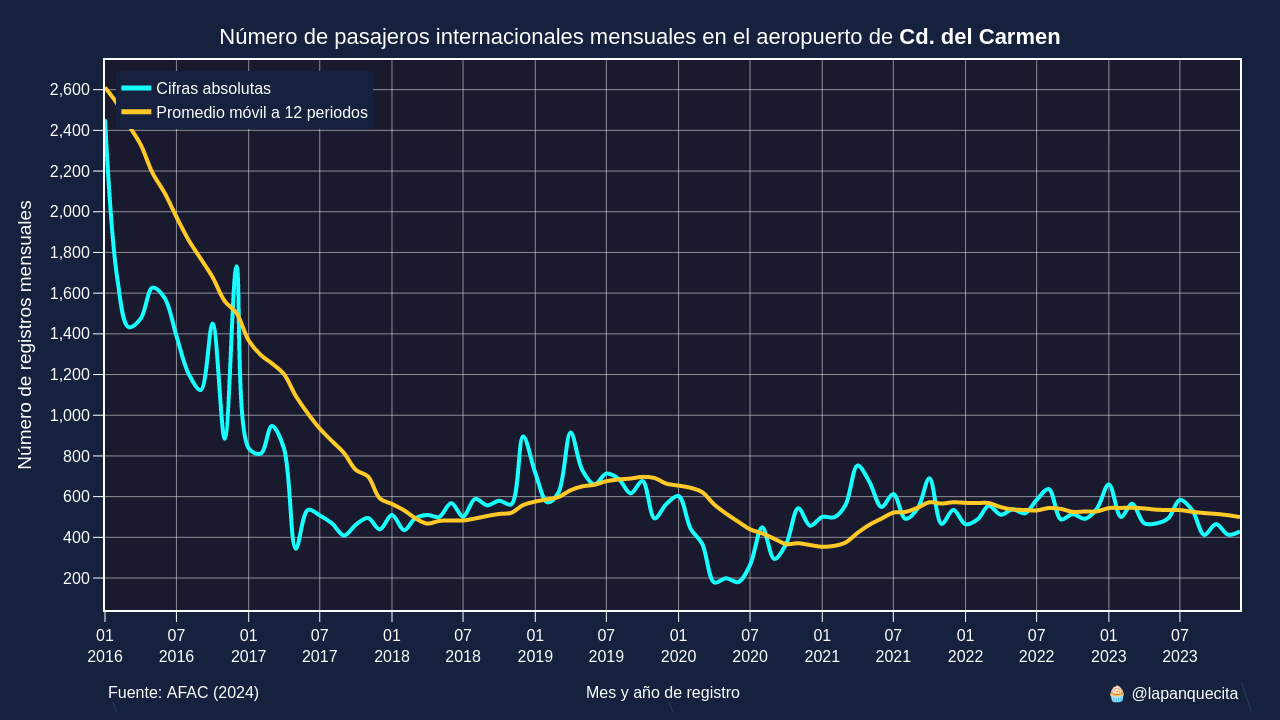 Número de pasajeros internacionales mensuales en el aeropuerto de Cd. del Carmen
Cifras absolutas
Promedio móvil a 12 periodos
Número de registros mensuales
2,600
2,400
2,200
2,000
1,800
1,600
1,400
1,200
1,000
800
600
400
200
01 07 01 07 01 07 01 07 01 07 01 07 01 07 01 07
2016 2016 2017 2017 2018 2018 2019 2019 2020 2020 2021 2021 2022 2022 2023 2023
Fuente: AFAC (2024) Mes y año de registro 🧁 @lapanquecita